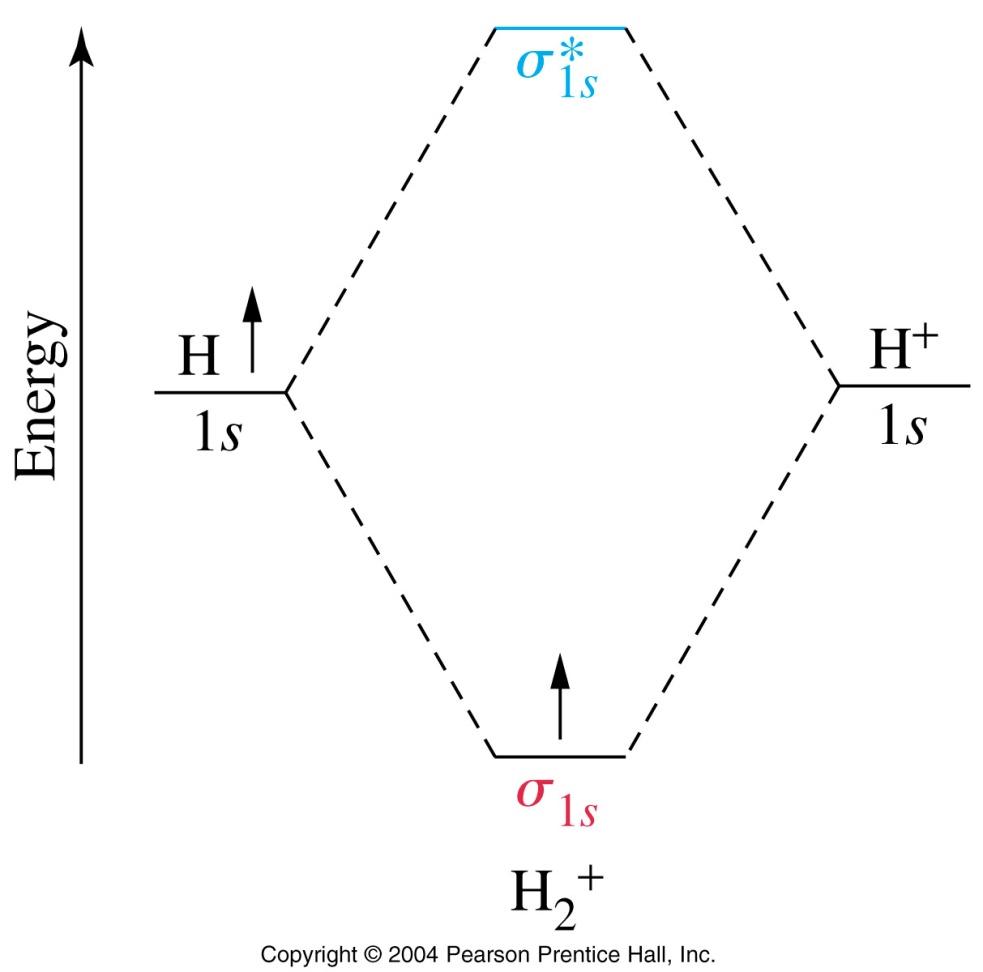 σ*1s
Energy
H
H⁺
1s
1s
σ1s
H₂⁺
Copyright © 2004 Pearson Prentice Hall, Inc.